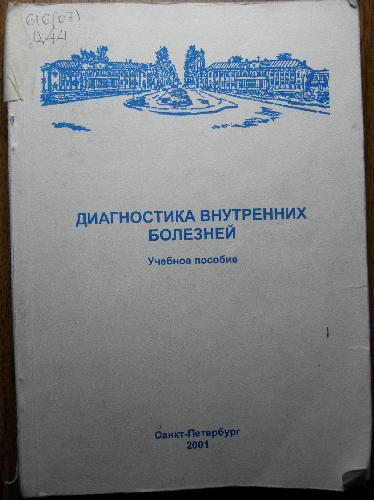 616(07)
Д44
ДИАГНОСТИКА ВНУТРЕННИХ
БОЛЕЗНЕЙ
Учебное пособие
Санкт-Петербург
2001